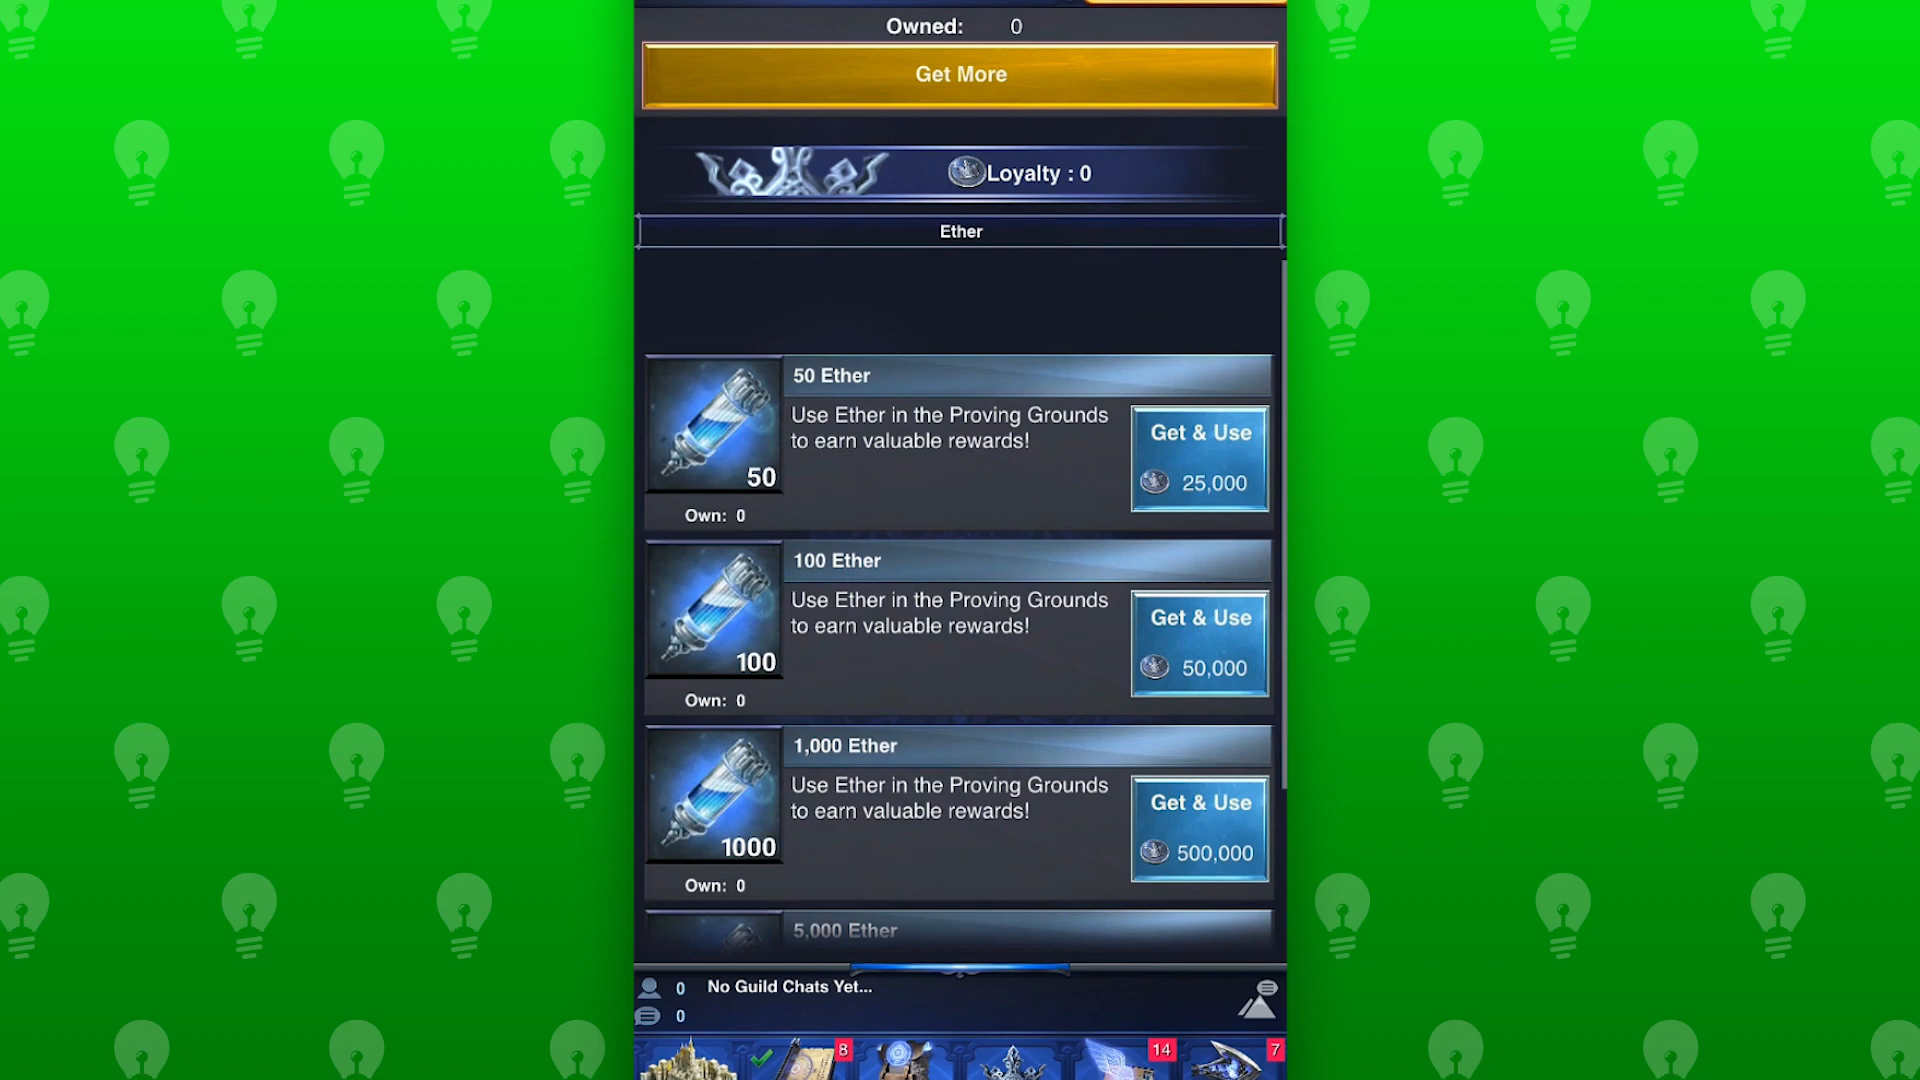 Owned: 0
Get More
Loyalty : 0
Ether
50 Ether
Use Ether in the Proving Grounds
to earn valuable rewards!
Get & Use
25,000
50
Own: 0
100 Ether
Use Ether in the Proving Grounds
to earn valuable rewards!
Get & Use
50,000
100
Own: 0
1,000 Ether
Use Ether in the Proving Grounds
to earn valuable rewards!
Get & Use
500,000
1000
Own: 0
5,000 Ether
0 No Guild Chats Yet...
0
8
14
7